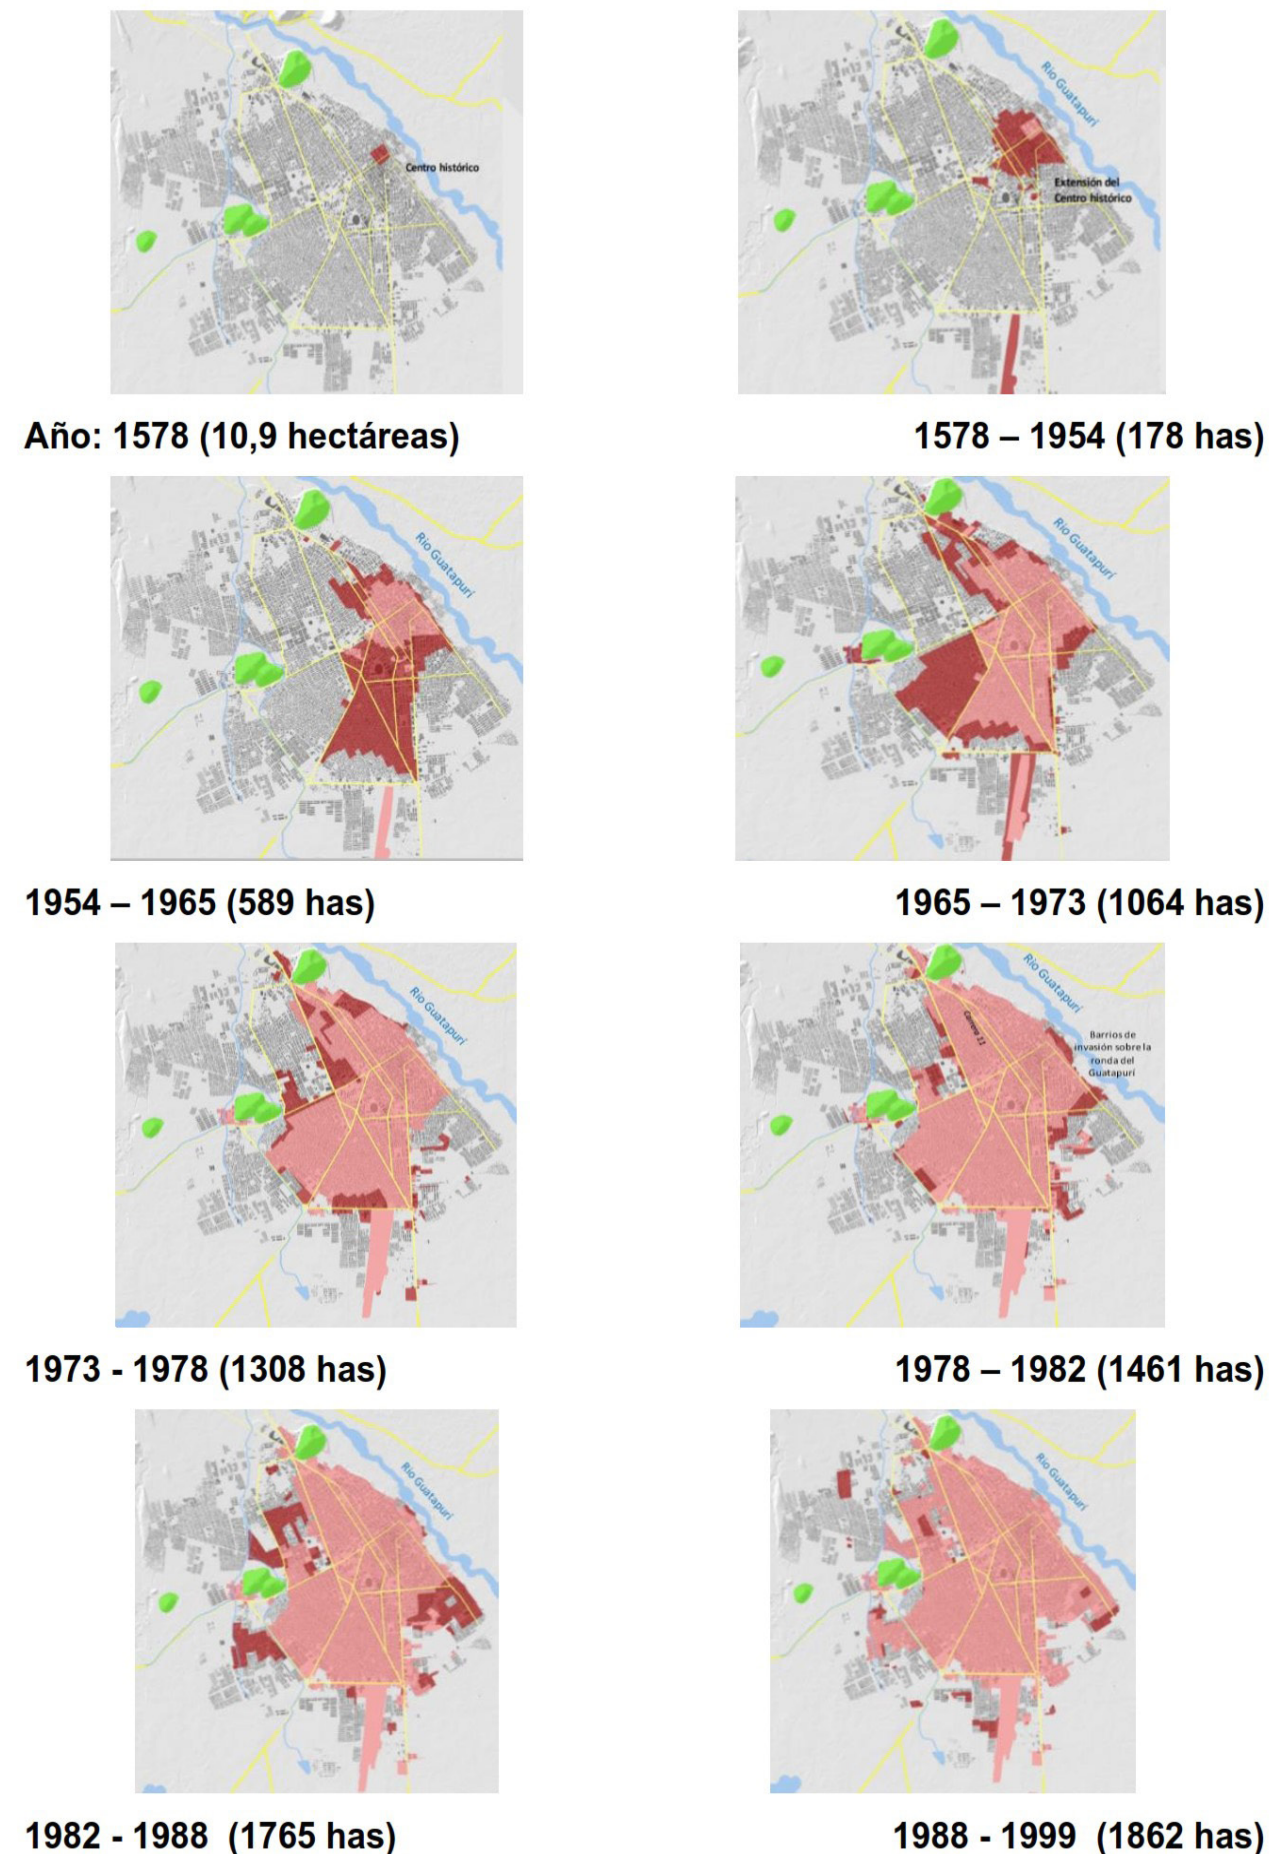 Centro histórico
Río Guatapurí
Extensión del
Centro histórico
Año: 1578 (10,9 hectáreas)
1578 – 1954 (178 has)
Río Guatapurí
Río Guatapurí
1954 – 1965 (589 has)
1965 – 1973 (1064 has)
Río Guatapurí
Río Guatapurí
Carrera 11
Barrios de
invasión sobre la
ronda del
Guatapurí
1973 - 1978 (1308 has)
1978 – 1982 (1461 has)
Río Guatapurí
Río Guatapurí
1982 - 1988 (1765 has)
1988 - 1999 (1862 has)